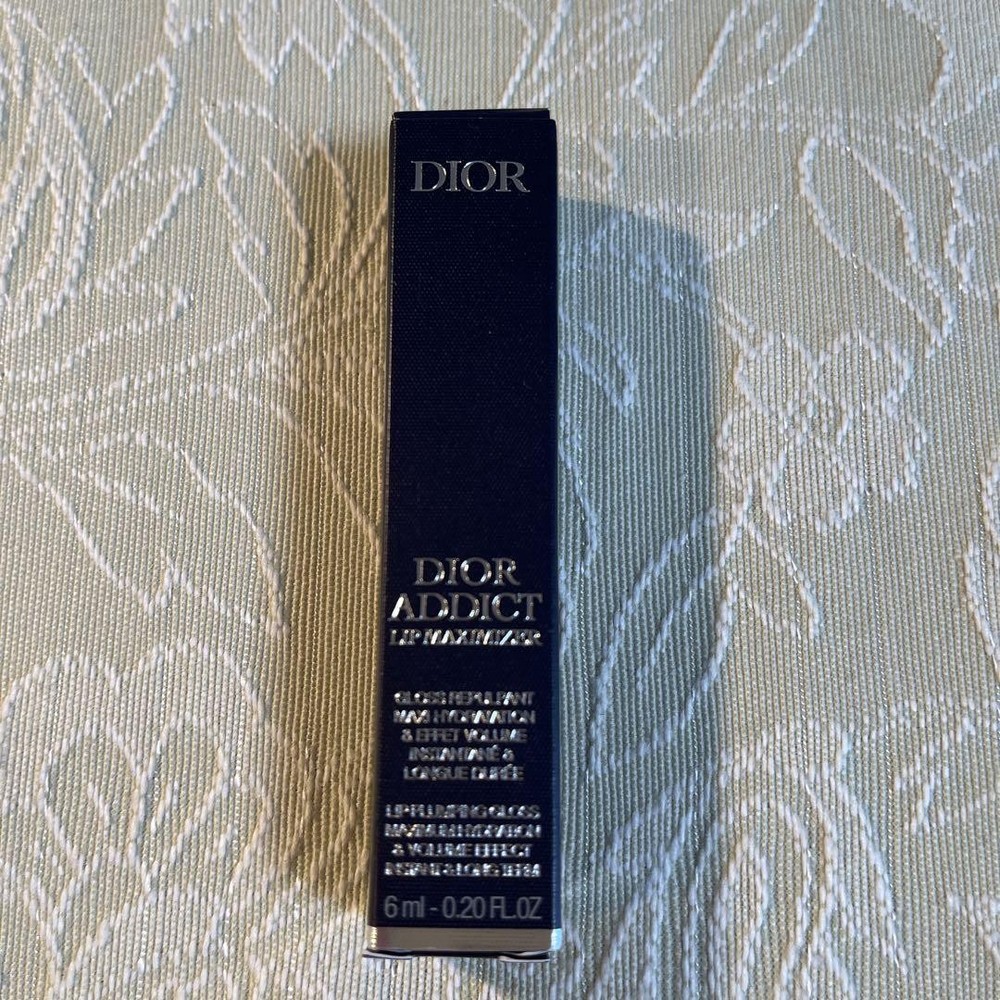 DIOR
DIOR
ADDICT
LIP MAXIMIZER
GLOSS REPULPANT
MAXI HYDRATATION
& EFFET VOLUME
INSTANTANÉ &
LONGUE DURÉE
LIP PLUMPING GLOSS
MAXIMUM HYDRATION
& VOLUME EFFECT
INSTANT & LONG TERM
6 ml - 0.20 FL.OZ